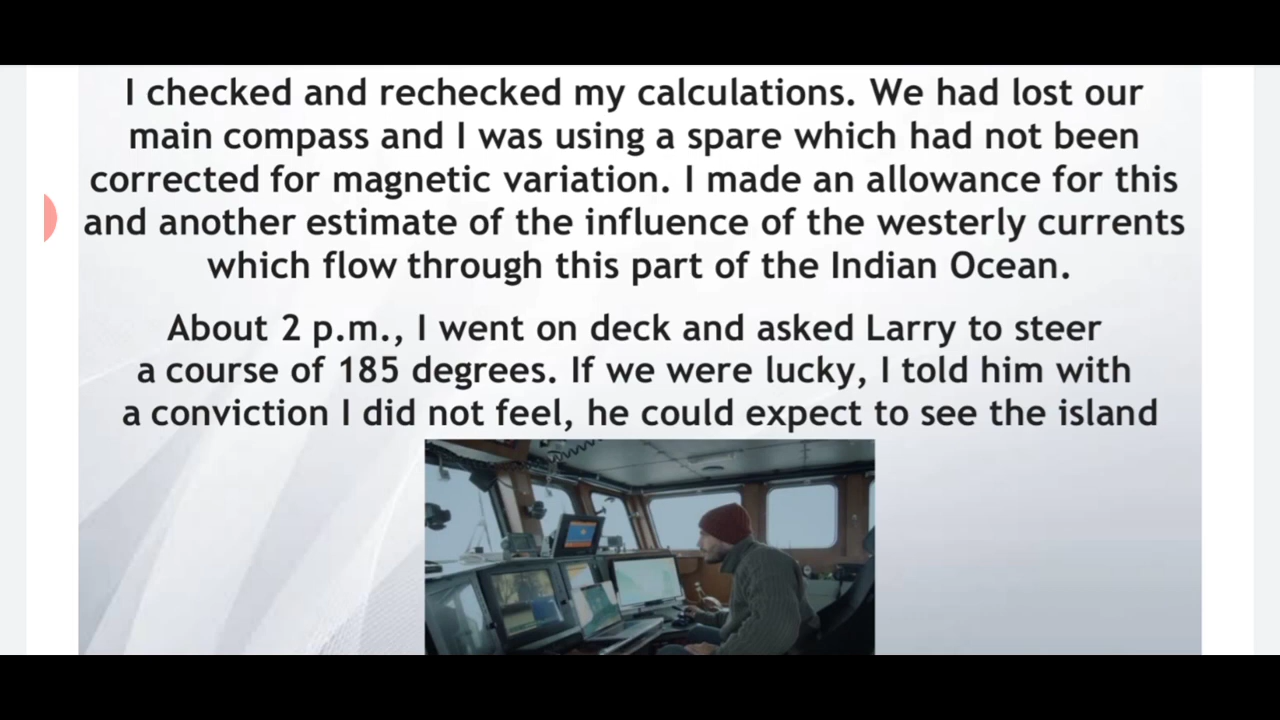 I checked and rechecked my calculations. We had lost our
main compass and I was using a spare which had not been
corrected for magnetic variation. I made an allowance for this
and another estimate of the influence of the westerly currents
which flow through this part of the Indian Ocean.
About 2 p.m., I went on deck and asked Larry to steer
a course of 185 degrees. If we were lucky, I told him with
a conviction I did not feel, he could expect to see the island